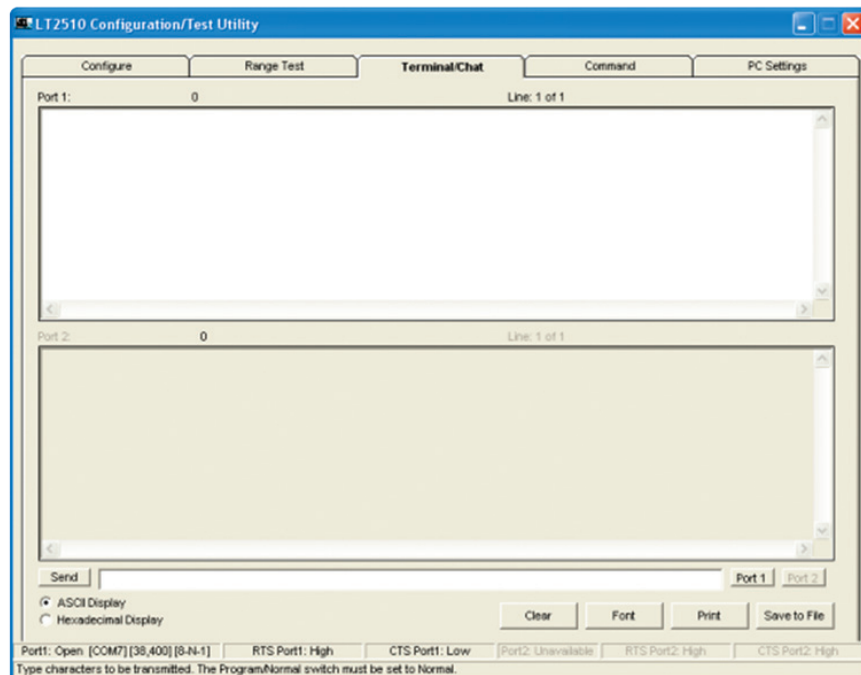 LT2510 Configuration/Test Utility
Configure Range Test Terminal/Chat Command PC Settings
Port 1: 0 Line: 1 of 1
Port 2: 0 Line: 1 of 1
Send Port 1 Port 2
ASCII Display
Hexadecimal Display
Clear Font Print Save to File
Port1: Open [COM7] [38,400] [8-N-1] RTS Port1: High CTS Port1: Low Port2: Unavailable RTS Port2: High CTS Port2: High
Type characters to be transmitted. The Program/Normal switch must be set to Normal.